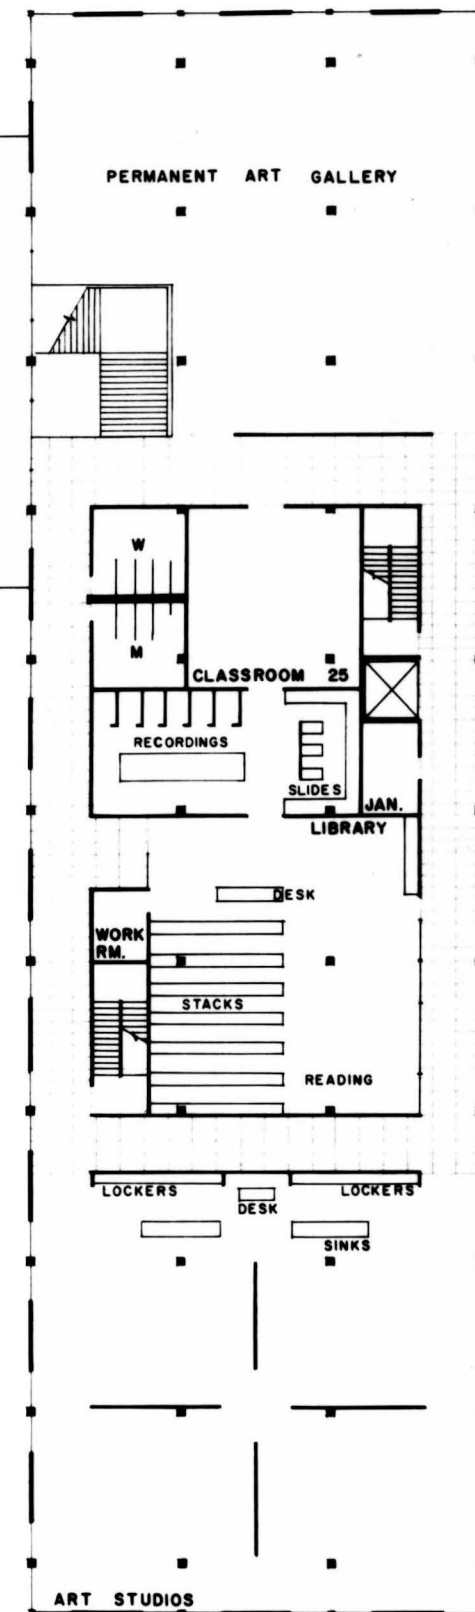 PERMANENT ART GALLERY
W
M
CLASSROOM 25
RECORDINGS
SLIDES
JAN.
LIBRARY
DESK
WORK
RM.
STACKS
READING
LOCKERS
LOCKERS
DESK
SINKS
ART STUDIOS